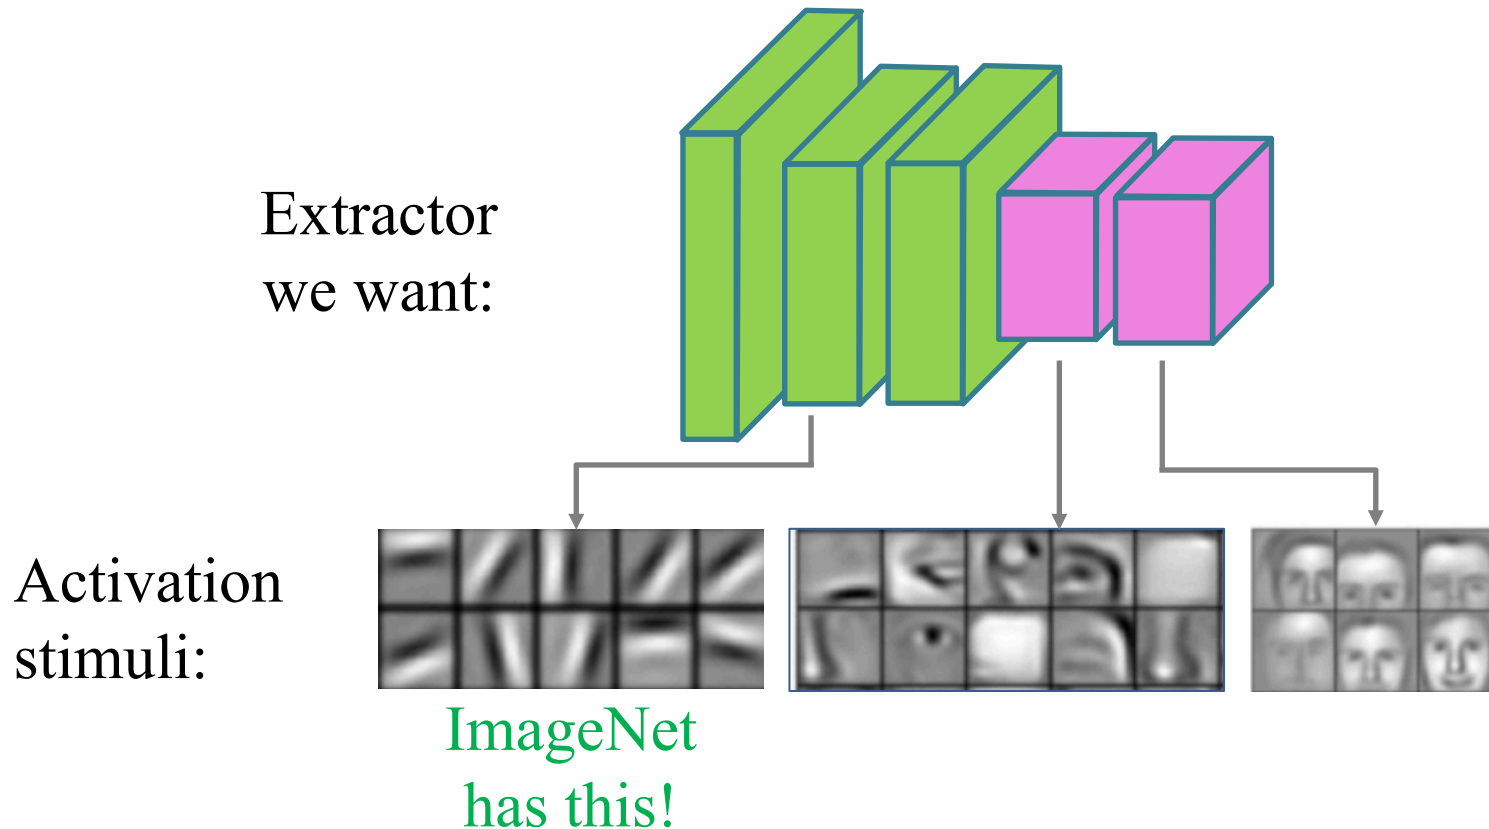 Extractor
we want:
Activation
stimuli:
ImageNet
has this!